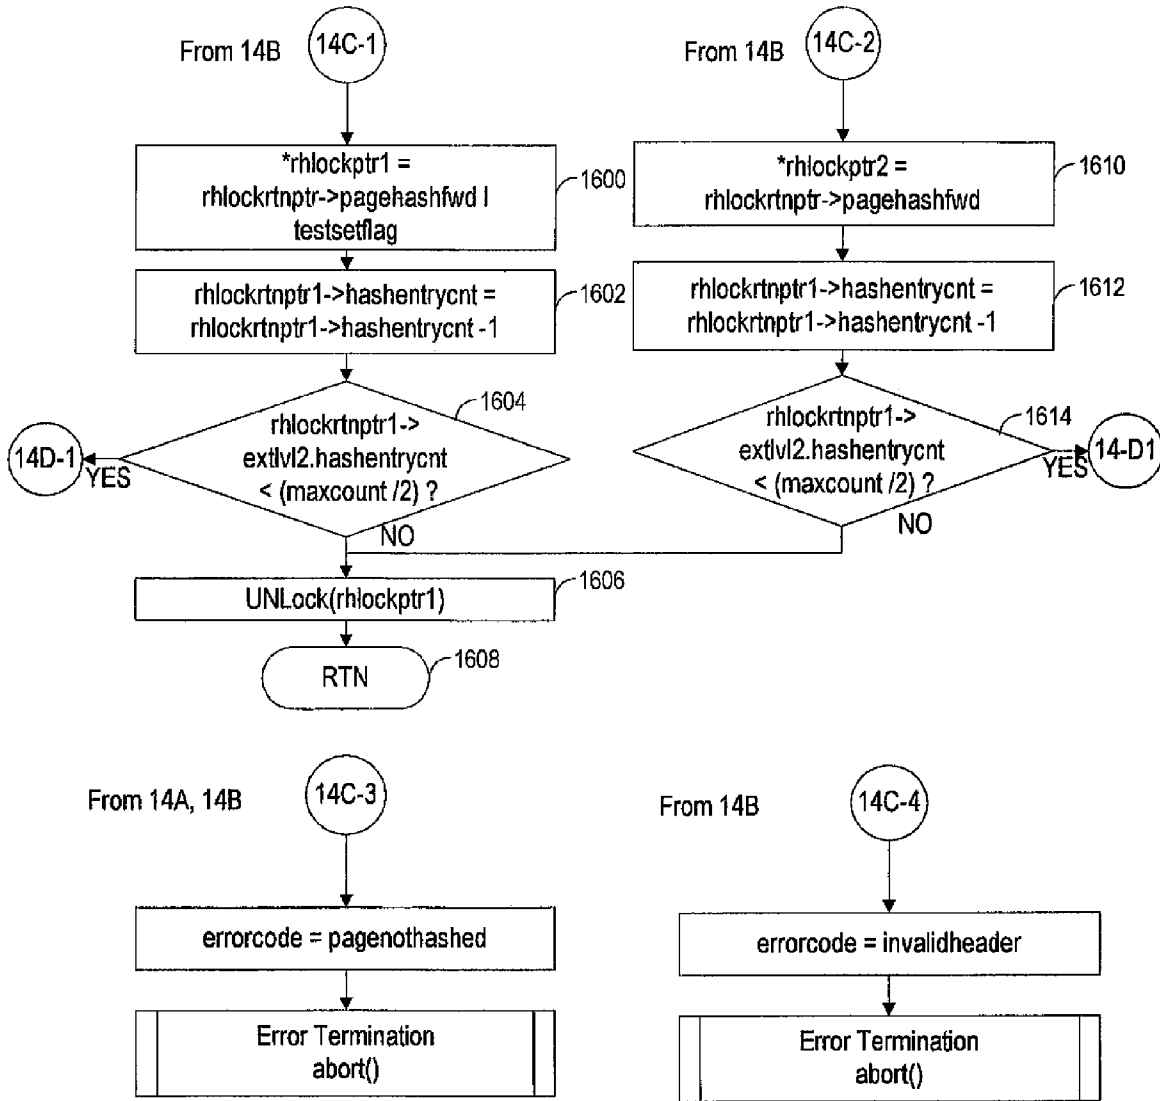 From 14B
14C-1
*rhlockptr1 =
rhlockrtnptr->pagehashfwd I
testsetflag
1600
rhlockrtnptr1->hashentrycnt =
rhlockrtnptr1->hashentrycnt -1
1602
rhlockrtnptr1->
extlvl2.hashentrycnt
< (maxcount /2) ?
1604
14D-1
YES
NO
From 14B
14C-2
*rhlockptr2 =
rhlockrtnptr->pagehashfwd
1610
rhlockrtnptr1->hashentrycnt =
rhlockrtnptr1->hashentrycnt -1
1612
rhlockrtnptr1->
extlvl2.hashentrycnt
< (maxcount /2) ?
1614
14-D1
YES
NO
UNLock(rhlockptr1)
1606
RTN
1608
From 14A, 14B
14C-3
errorcode = pagenothashed
Error Termination
abort()
From 14B
14C-4
errorcode = invalidheader
Error Termination
abort()